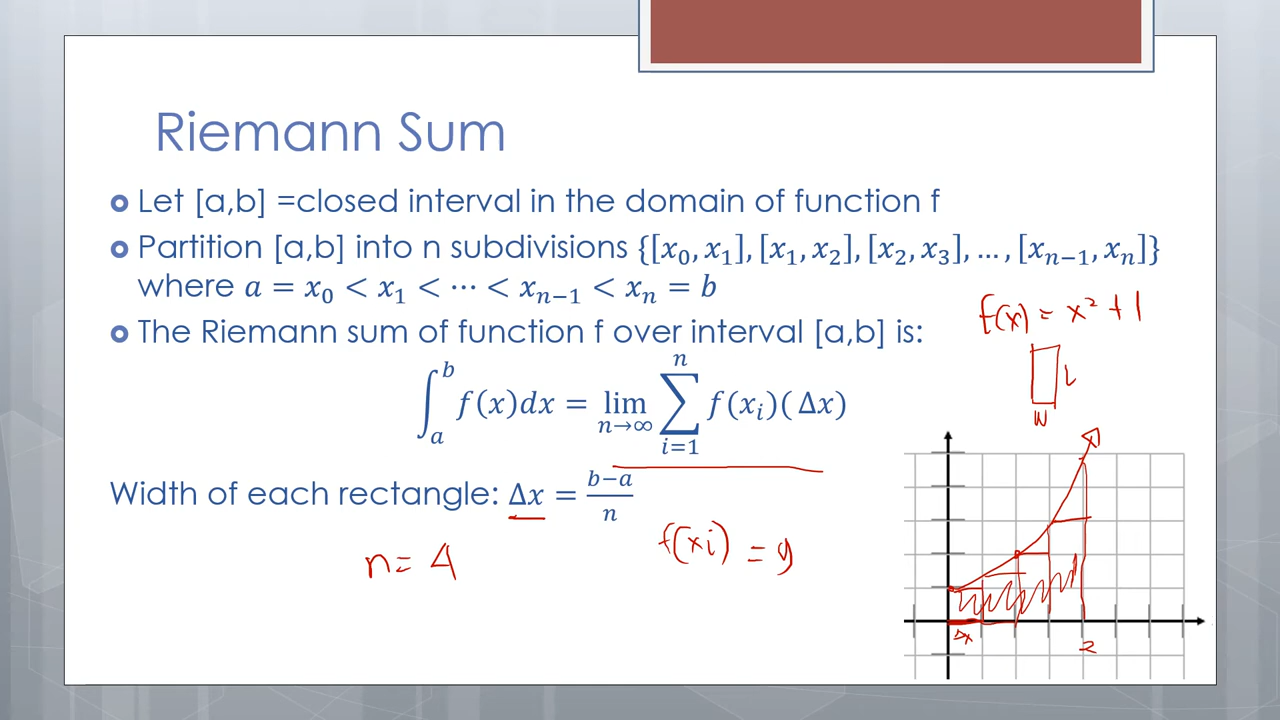 Riemann Sum
Let [a,b] =closed interval in the domain of function f
Partition [a,b] into n subdivisions {[x₀, x₁], [x₁, x₂], [x₂, x₃], … , [xₙ₋₁, xₙ]}
where a = x₀ < x₁ < ⋯ < xₙ₋₁ < xₙ = b
f(x) = x² + 1
The Riemann sum of function f over interval [a,b] is:
∫ₐᵇ f(x)dx = lim n→∞ ∑ i=1 n f(xᵢ)( Δx)
L
W
Width of each rectangle: Δx = b−a / n
n = 4
f(xi) = y
Δx
2